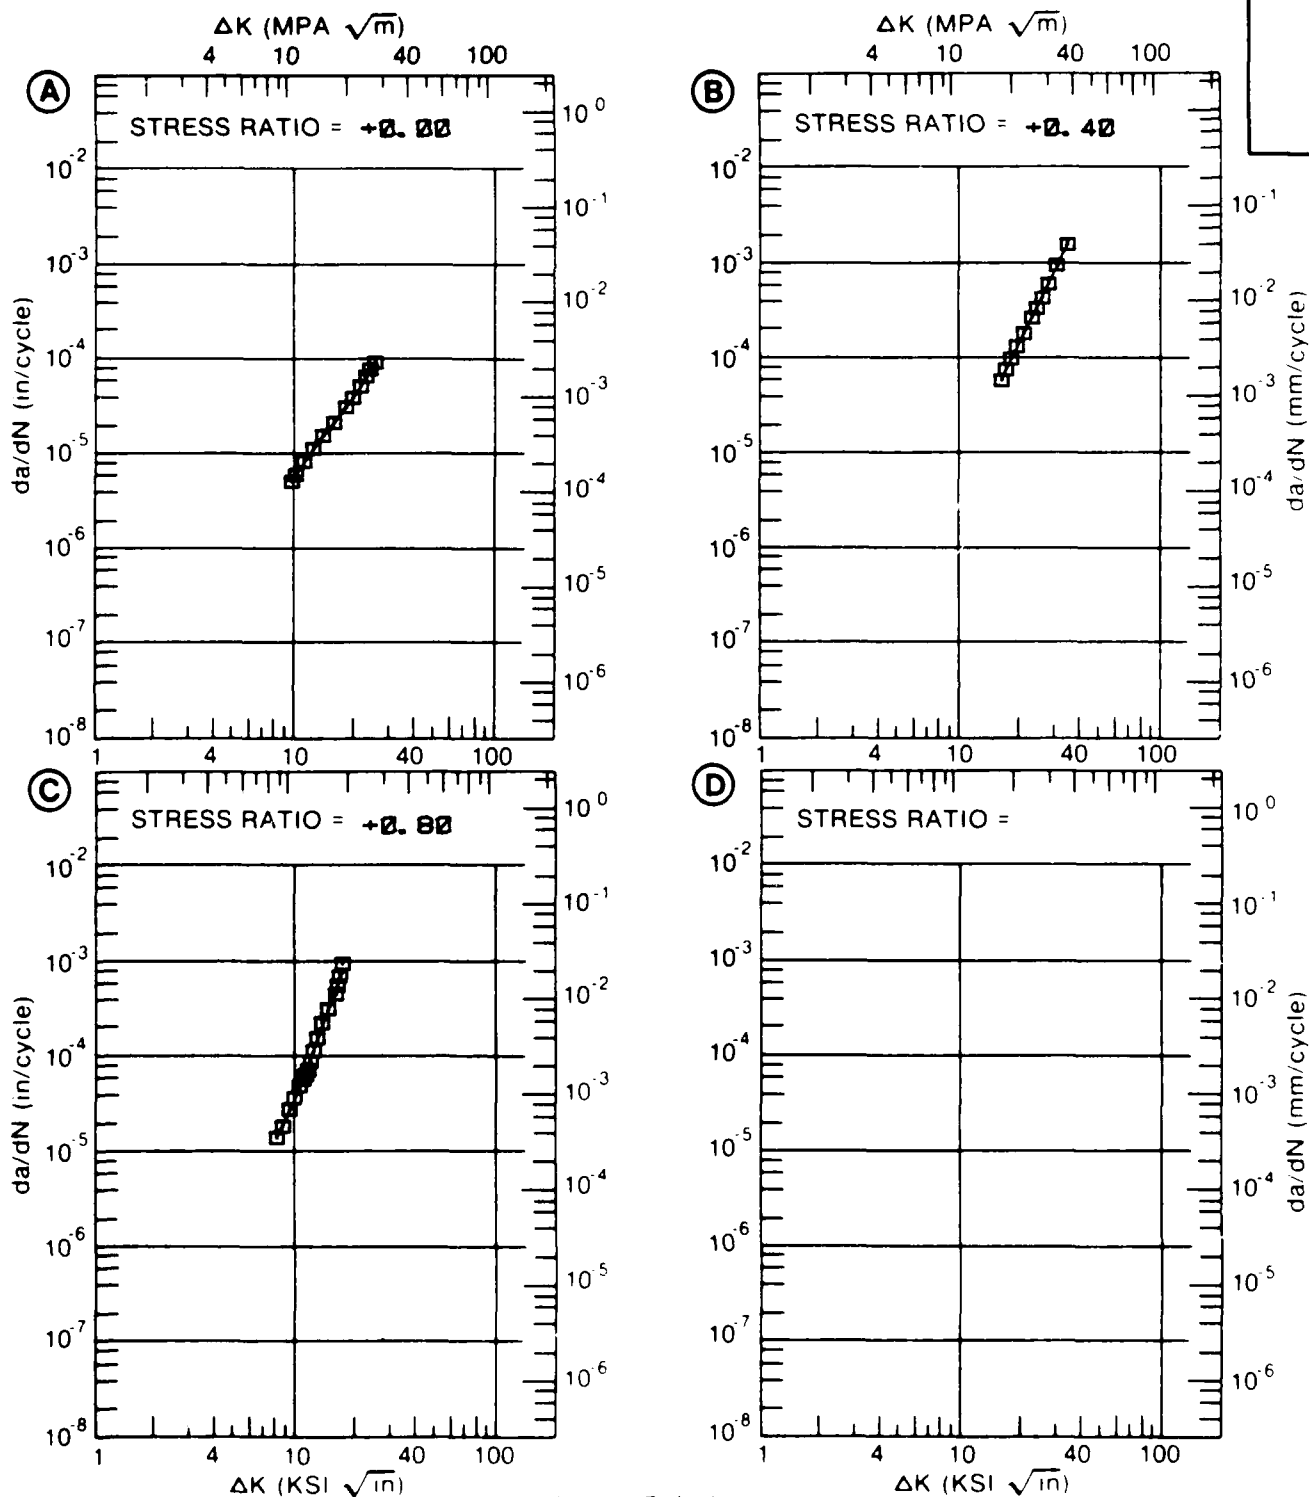 ΔK (MPA √m)
4 10 40 100
A
STRESS RATIO = +0.00
10^-2
10^-3
10^-4
10^-5
10^-6
10^-7
10^-8
da/dN (in/cycle)
10^0
10^-1
10^-2
10^-3
10^-4
10^-5
10^-6
1 4 10 40 100
ΔK (MPA √m)
4 10 40 100
B
STRESS RATIO = +0.40
10^-2
10^-3
10^-4
10^-5
10^-6
10^-7
10^-8
10^-1
10^-2
10^-3
10^-4
10^-5
10^-6
da/dN (mm/cycle)
1 4 10 40 100
C
STRESS RATIO = +0.80
10^-2
10^-3
10^-4
10^-5
10^-6
10^-7
10^-8
da/dN (in/cycle)
10^0
10^-1
10^-2
10^-3
10^-4
10^-5
10^-6
1 4 10 40 100
ΔK (KSI √in)
D
STRESS RATIO =
10^-2
10^-3
10^-4
10^-5
10^-6
10^-7
10^-8
10^0
10^-1
10^-2
10^-3
10^-4
10^-5
10^-6
da/dN (mm/cycle)
1 4 10 40 100
ΔK (KSI √in)